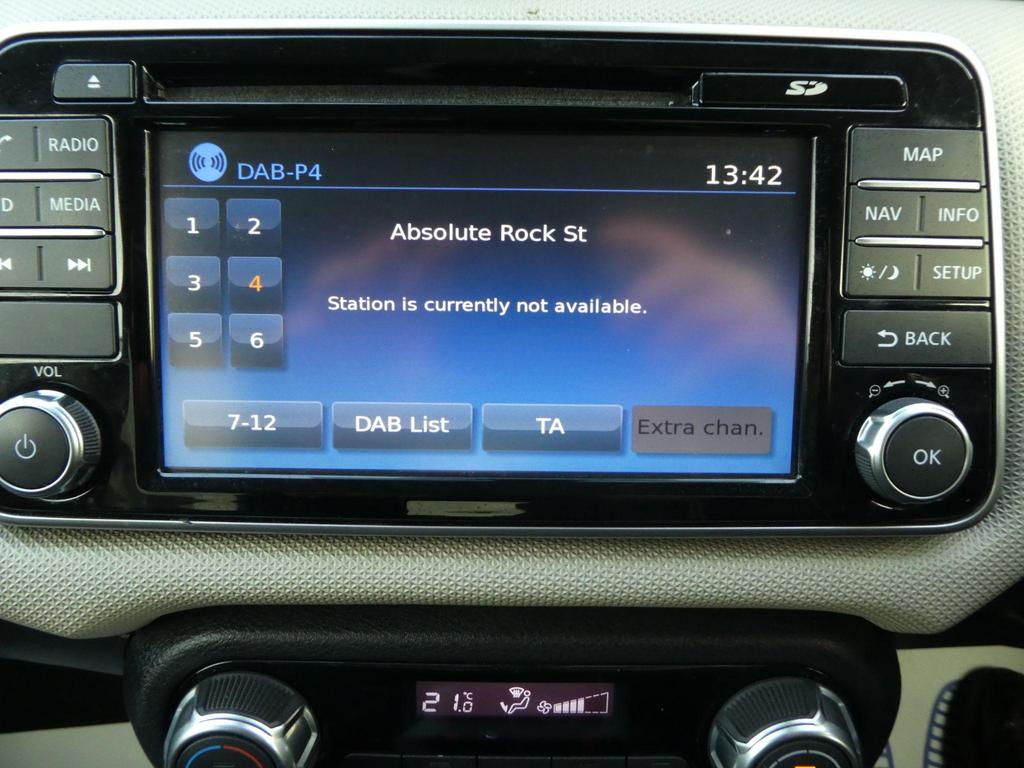 SD
RADIO
MAP
DAB-P4
13:42
MEDIA
NAV
INFO
1
2
Absolute Rock St
3
4
SETUP
Station is currently not available.
5
6
BACK
VOL
7-12
DAB List
TA
Extra chan.
OK
21.0°C